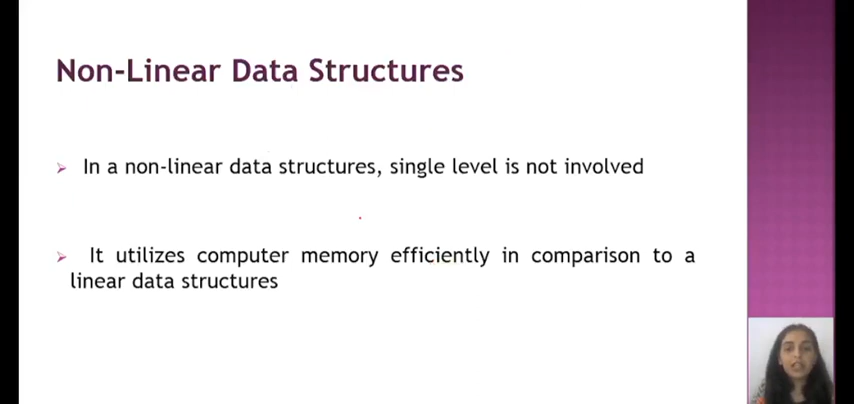 Non-Linear Data Structures
In a non-linear data structures, single level is not involved
It utilizes computer memory efficiently in comparison to a
linear data structures